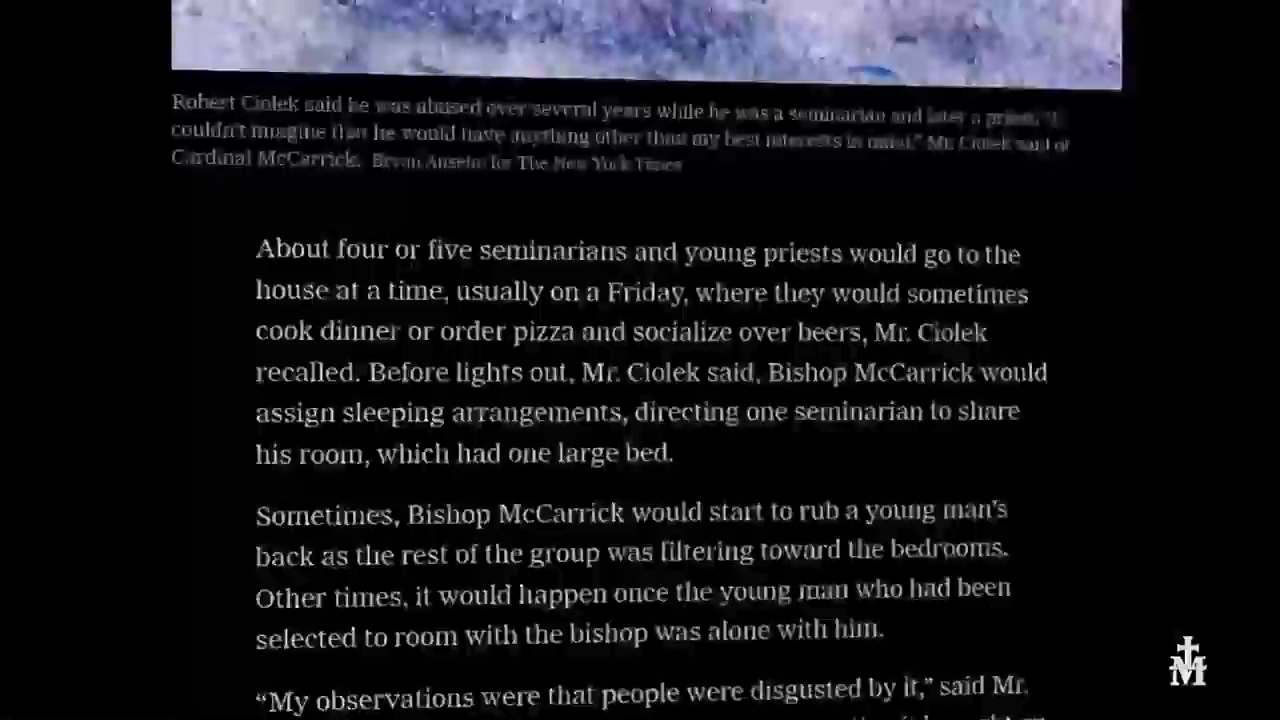 Robert Ciolek said he was abused over several years while he was a seminarian and later a priest. "I
couldn't imagine that he would have anything other than my best interests in mind," Mr. Ciolek said of
Cardinal McCarrick. Bryan Anselm for The New York Times
About four or five seminarians and young priests would go to the
house at a time, usually on a Friday, where they would sometimes
cook dinner or order pizza and socialize over beers, Mr. Ciolek
recalled. Before lights out, Mr. Ciolek said, Bishop McCarrick would
assign sleeping arrangements, directing one seminarian to share
his room, which had one large bed.
Sometimes, Bishop McCarrick would start to rub a young man's
back as the rest of the group was filtering toward the bedrooms.
Other times, it would happen once the young man who had been
selected to room with the bishop was alone with him.
“My observations were that people were disgusted by it,” said Mr.